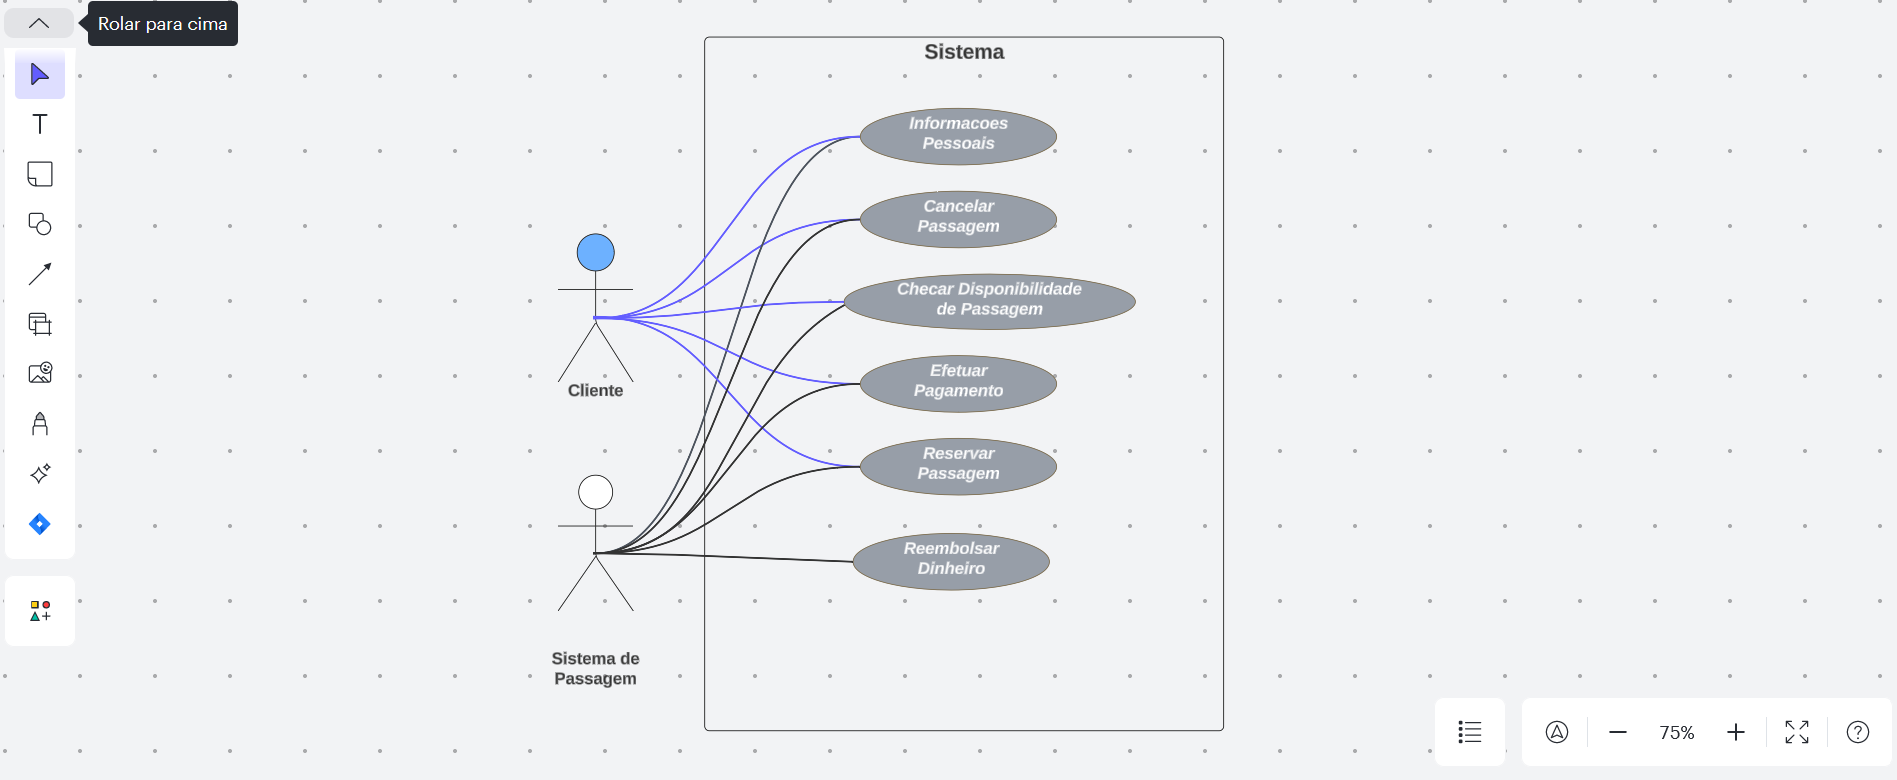 Rolar para cima
Sistema
Informacoes
Pessoais
Cancelar
Passagem
Checar Disponibilidade
de Passagem
Cliente
Efetuar
Pagamento
Reservar
Passagem
Reembolsar
Dinheiro
Sistema de
Passagem
75%